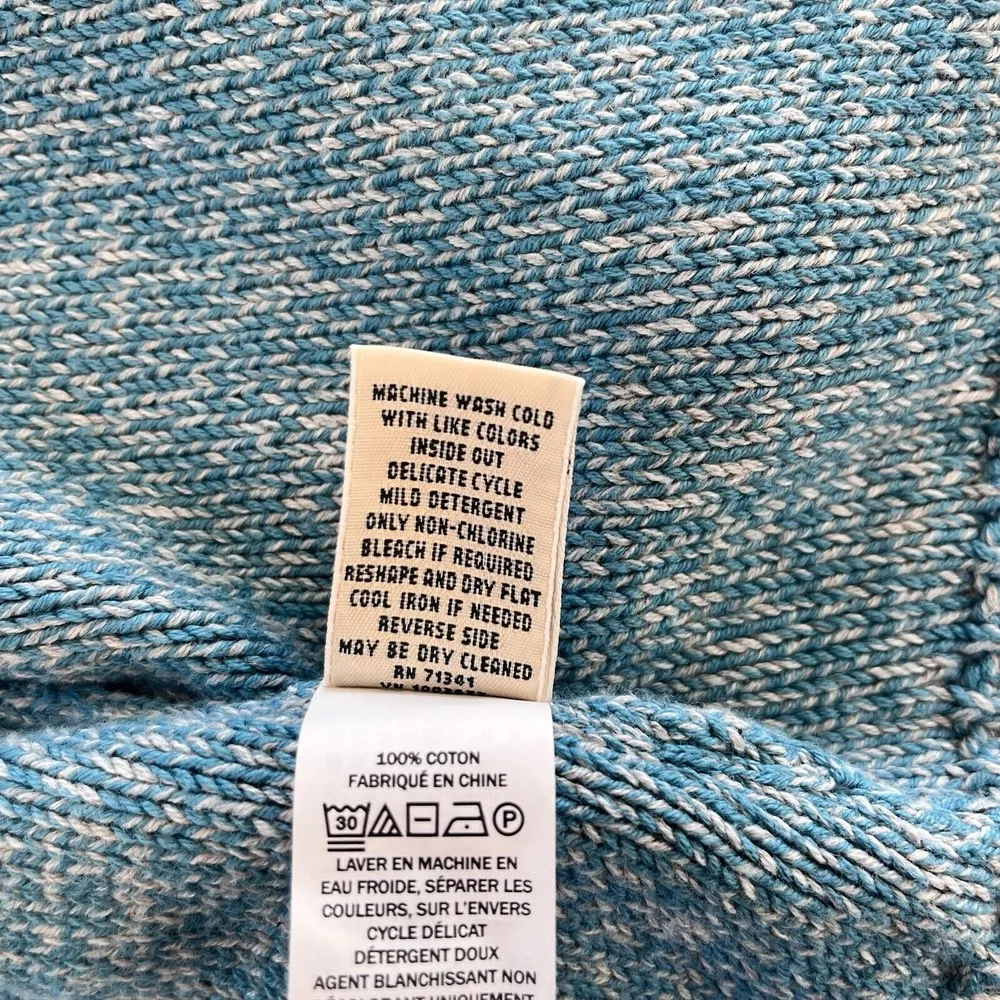 MACHINE WASH COLD
WITH LIKE COLORS
INSIDE OUT
DELICATE CYCLE
MILD DETERGENT
ONLY NON-CHLORINE
BLEACH IF REQUIRED
RESHAPE AND DRY FLAT
COOL IRON IF NEEDED
REVERSE SIDE
MAY BE DRY CLEANED
RN 71341
100% COTON
FABRIQUÉ EN CHINE
30 P
LAVER EN MACHINE EN
EAU FROIDE, SÉPARER LES
COULEURS, SUR L'ENVERS
CYCLE DÉLICAT
DÉTERGENT DOUX
AGENT BLANCHISSANT NON
UNIQUEMENT